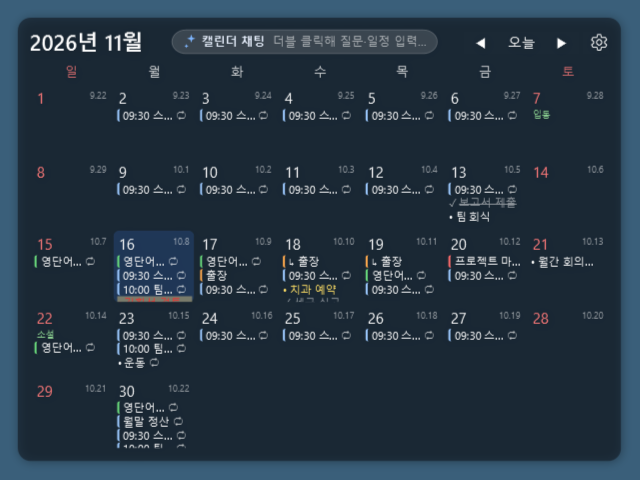 2026년 11월
캘린더 채팅 더블 클릭해 질문·일정 입력...
◀ 오늘 ▶
일 월 화 수 목 금 토
1 9.22 2 9.23 3 9.24 4 9.25 5 9.26 6 9.27 7 9.28
09:30 스... 09:30 스... 09:30 스... 09:30 스... 09:30 스... 입동
8 9.29 9 10.1 10 10.2 11 10.3 12 10.4 13 10.5 14 10.6
09:30 스... 09:30 스... 09:30 스... 09:30 스... 09:30 스...
✓ 보고서 제출
• 팀 회식
15 10.7 16 10.8 17 10.9 18 10.10 19 10.11 20 10.12 21 10.13
영단어... 영단어... 영단어... ↳ 출장 ↳ 출장 프로젝트 마... • 월간 회의...
09:30 스... 출장 09:30 스... 영단어... 09:30 스...
10:00 팀... 09:30 스... • 치과 예약 09:30 스...
22 10.14 23 10.15 24 10.16 25 10.17 26 10.18 27 10.19 28 10.20
소설 09:30 스... 09:30 스... 09:30 스... 09:30 스... 09:30 스...
영단어... 10:00 팀...
• 운동
29 10.21 30 10.22
영단어...
월말 정산
09:30 스...
10:00 팀...